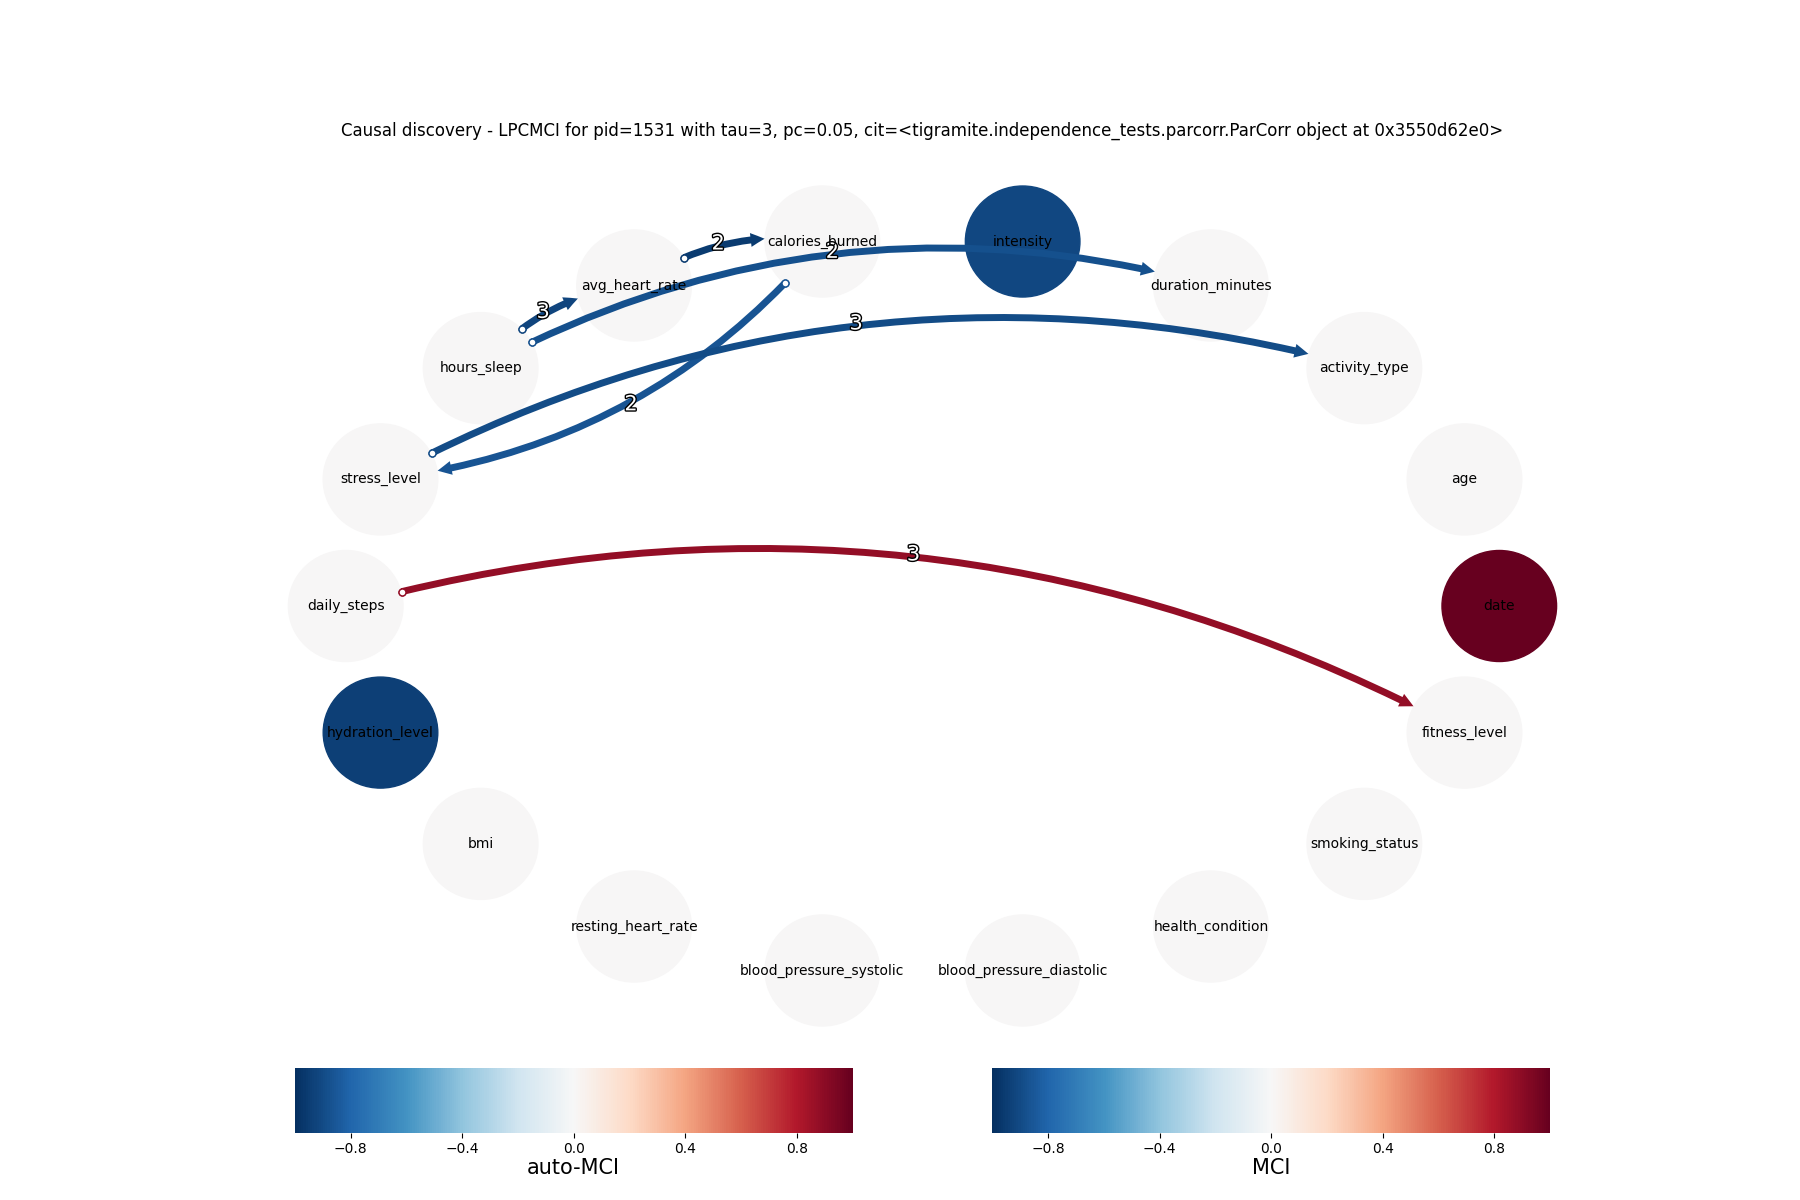 Causal discovery - LPCMCI for pid=1531 with tau=3, pc=0.05, cit=<tigramite.independence_tests.parcorr.ParCorr object at 0x3550d62e0>
calories_burned
intensity
2
2
avg_heart_rate
duration_minutes
3
3
hours_sleep
activity_type
2
stress_level
age
3
daily_steps
date
hydration_level
fitness_level
bmi
smoking_status
resting_heart_rate
health_condition
blood_pressure_systolic
blood_pressure_diastolic
−0.8 −0.4 0.0 0.4 0.8
auto-MCI
−0.8 −0.4 0.0 0.4 0.8
MCI